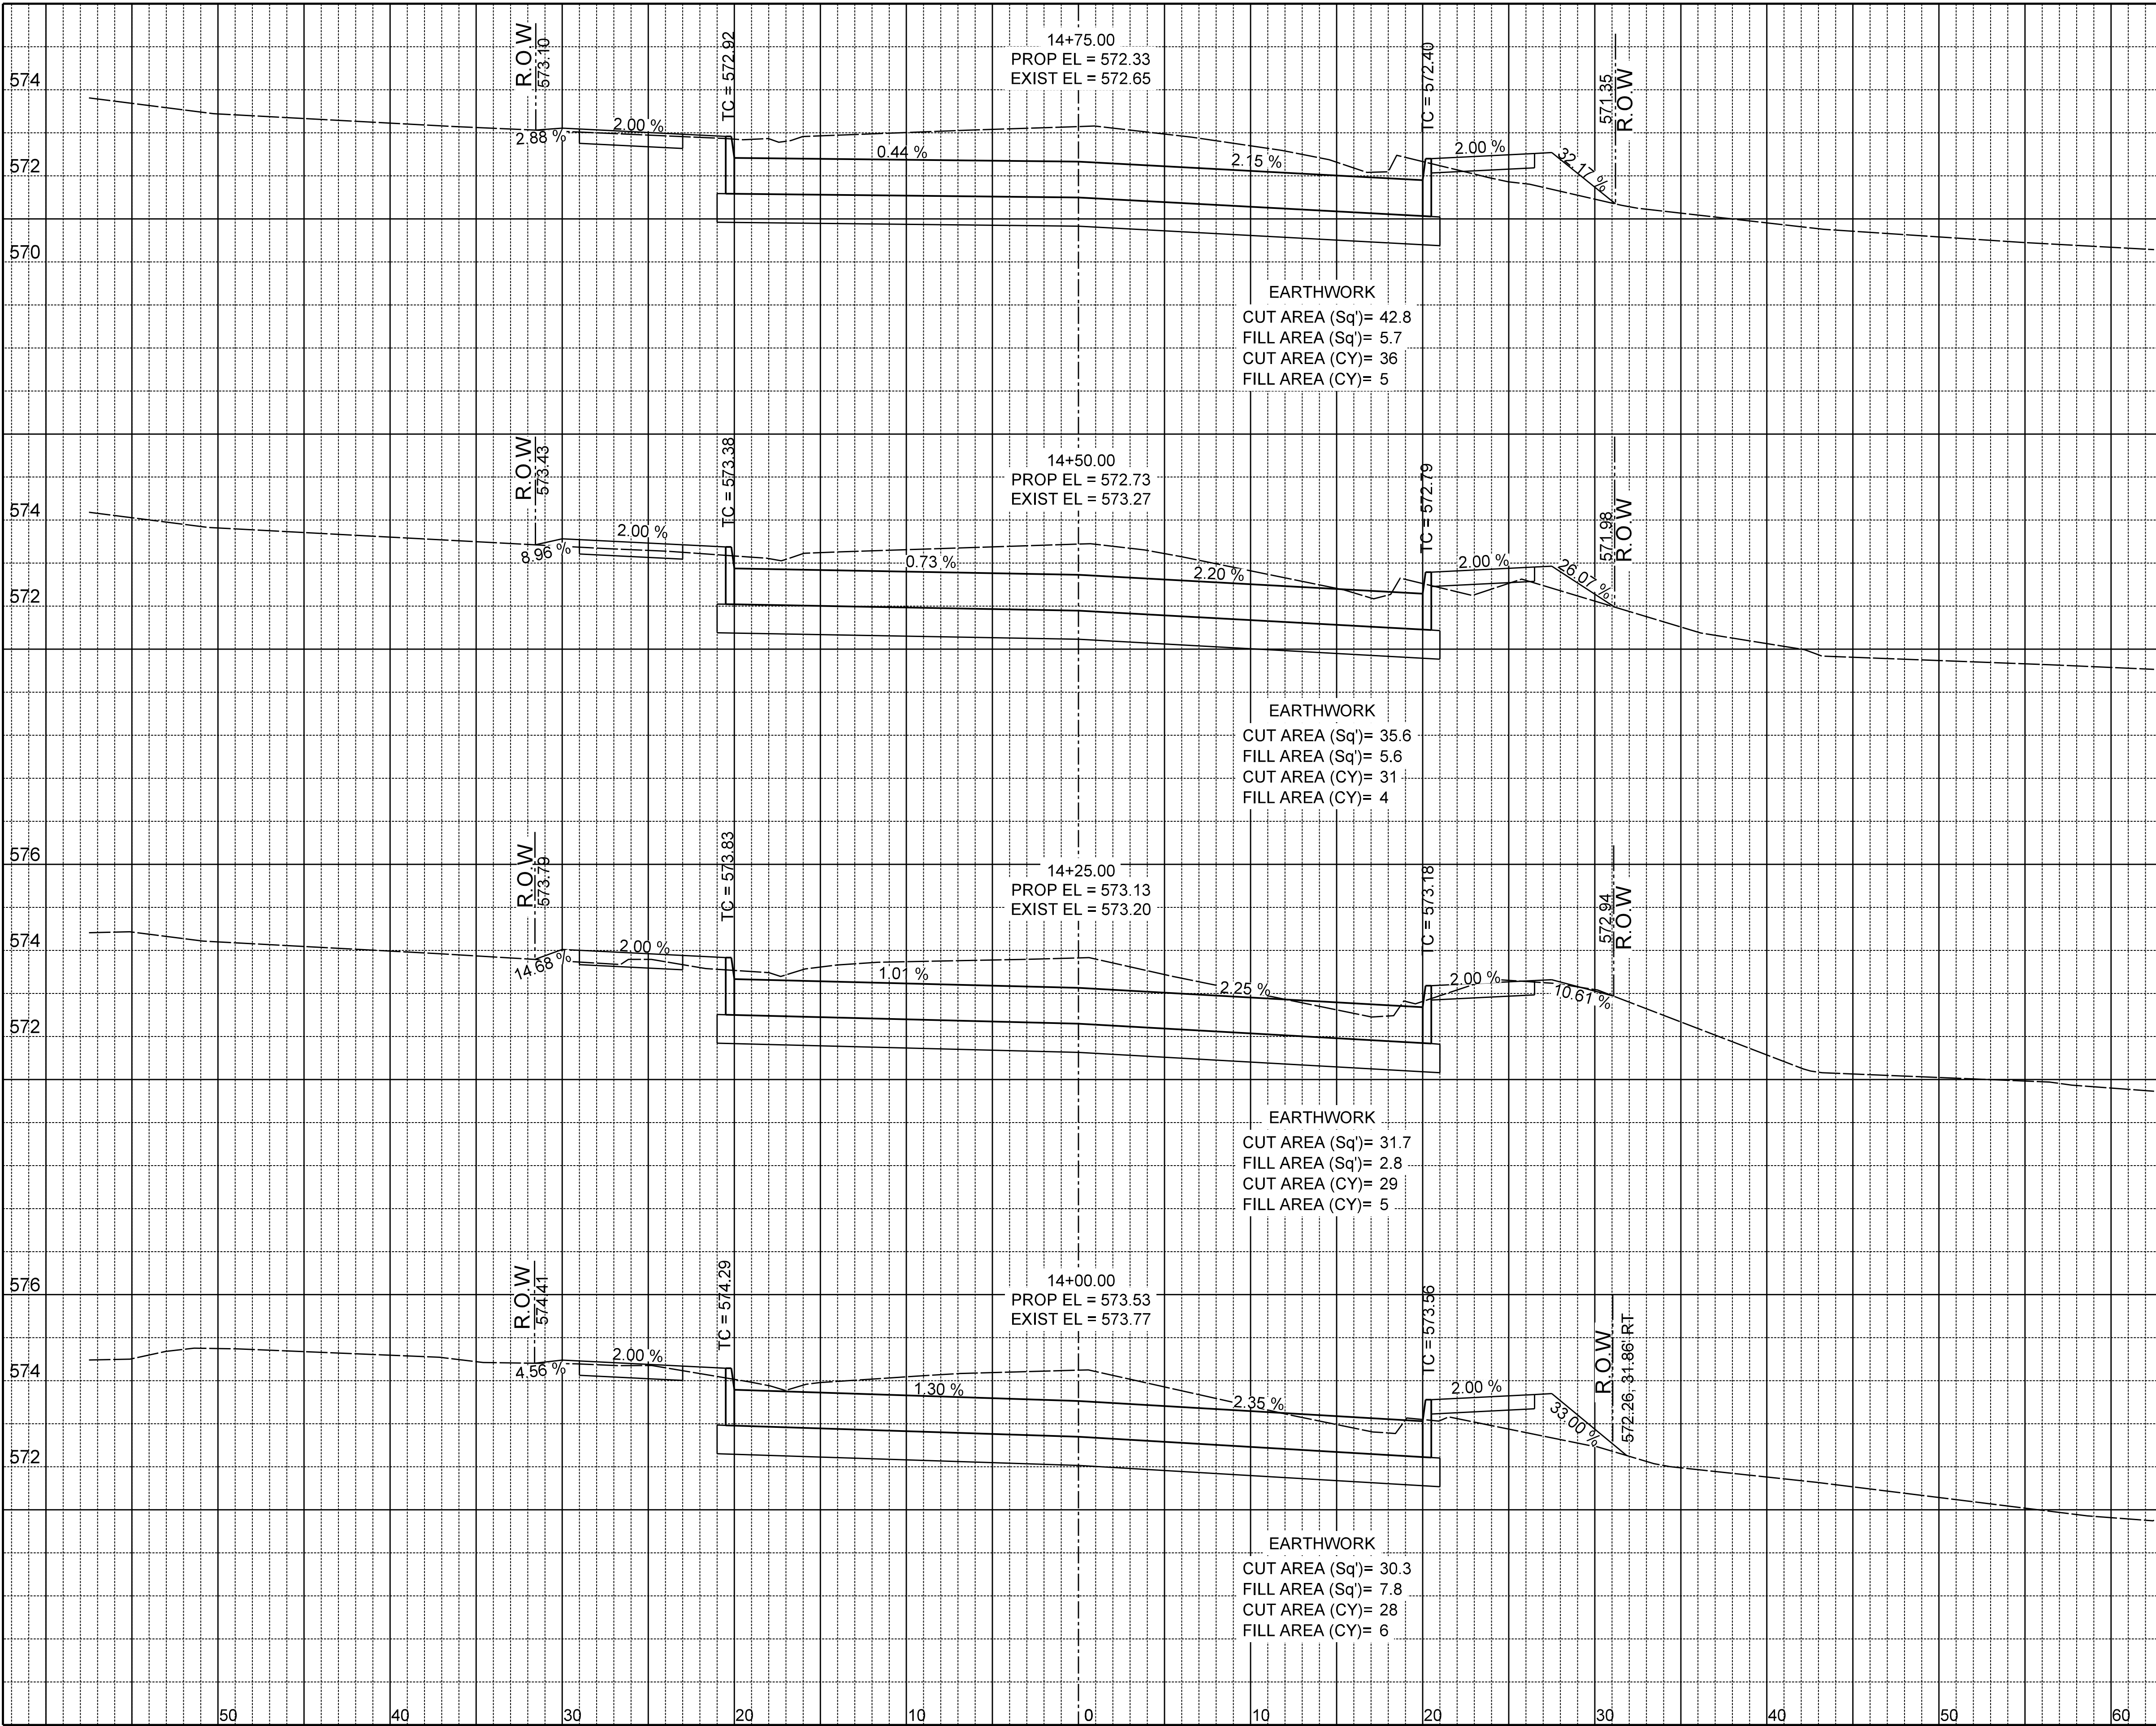 R.O.W
573.10
TC = 572.92
14+75.00
PROP EL = 572.33
EXIST EL = 572.65
TC = 572.40
571.35
R.O.W
574
2.88 %
2.00 %
0.44 %
2.15 %
2.00 %
32.17 %
572
570
EARTHWORK
CUT AREA (Sq')= 42.8
FILL AREA (Sq')= 5.7
CUT AREA (CY)= 36
FILL AREA (CY)= 5
R.O.W
573.43
TC = 573.38
14+50.00
PROP EL = 572.73
EXIST EL = 573.27
TC = 572.79
571.98
R.O.W
574
8.96 %
2.00 %
0.73 %
2.20 %
2.00 %
26.07 %
572
EARTHWORK
CUT AREA (Sq')= 35.6
FILL AREA (Sq')= 5.6
CUT AREA (CY)= 31
FILL AREA (CY)= 4
576
R.O.W
573.79
TC = 573.83
14+25.00
PROP EL = 573.13
EXIST EL = 573.20
TC = 573.18
572.94
R.O.W
574
14.68 %
2.00 %
1.01 %
2.25 %
2.00 %
10.61 %
572
EARTHWORK
CUT AREA (Sq')= 31.7
FILL AREA (Sq')= 2.8
CUT AREA (CY)= 29
FILL AREA (CY)= 5
576
R.O.W
574.41
TC = 574.29
14+00.00
PROP EL = 573.53
EXIST EL = 573.77
TC = 573.56
R.O.W
572.26, 31.86' RT
574
4.56 %
2.00 %
1.30 %
2.35 %
2.00 %
33.00 %
572
EARTHWORK
CUT AREA (Sq')= 30.3
FILL AREA (Sq')= 7.8
CUT AREA (CY)= 28
FILL AREA (CY)= 6
50 40 30 20 10 0 10 20 30 40 50 60